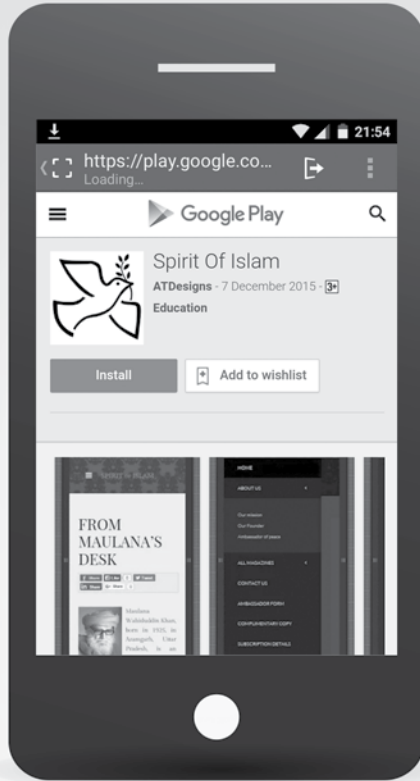 21:54
https://play.google.co...
Loading...
Google Play
Spirit Of Islam
ATDesigns - 7 December 2015 - 3+
Education
Install
Add to wishlist
SPIRIT OF ISLAM
FROM
MAULANA'S
DESK
Maulana
Wahiduddin Khan,
born in 1925, in
Azamgarh, Uttar
Pradesh, is an
HOME
ABOUT US
Our mission
Our Founder
Ambassador of peace
ALL MAGAZINES
CONTACT US
AMBASSADOR FORM
COMPLIMENTARY COPY
SUBSCRIPTION DETAILS